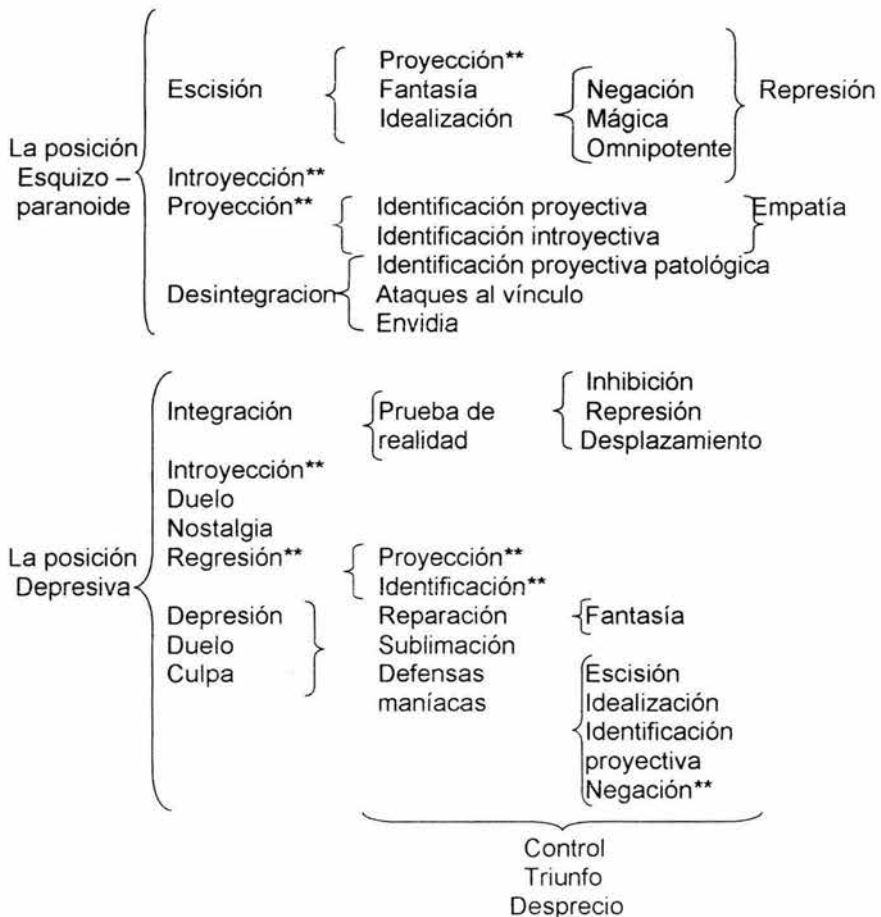 Proyección**
Escisión Fantasía Negación Represión
Idealización Mágica
La posición Omnipotente
Esquizo –
paranoide Introyección**
Proyección** Identificación proyectiva Empatía
Identificación introyectiva
Identificación proyectiva patológica
Desintegracion Ataques al vínculo
Envidia
Inhibición
Integración Prueba de Represión
realidad Desplazamiento
Introyección**
Duelo
Nostalgia
La posición Regresión** Proyección**
Depresiva Identificación**
Depresión Reparación Fantasía
Duelo Sublimación
Culpa Defensas Escisión
maníacas Idealización
Identificación
proyectiva
Negación**
Control
Triunfo
Desprecio